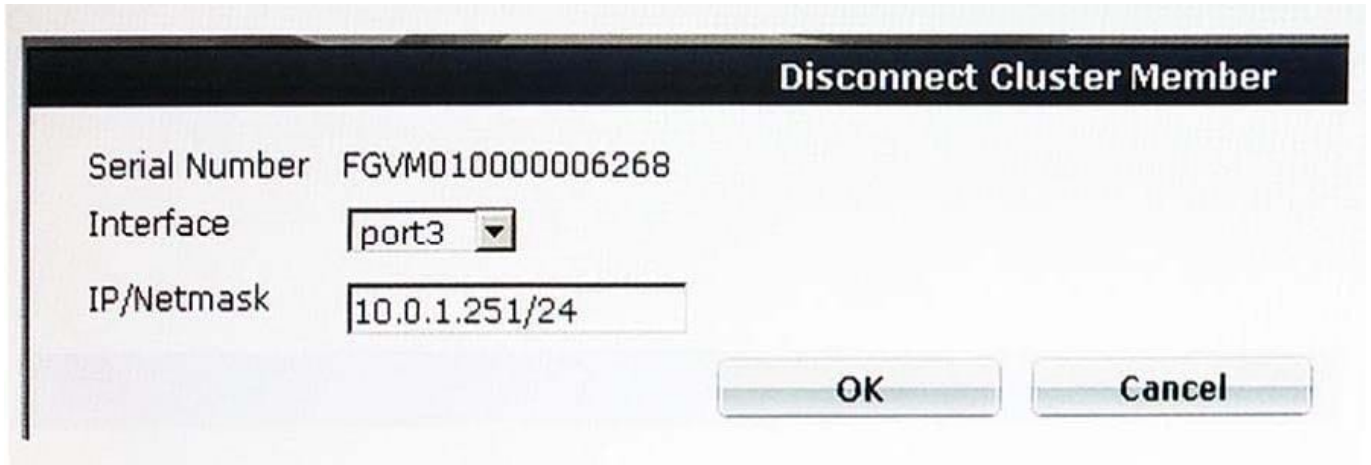 Disconnect Cluster Member
Serial Number FGVM010000006268
Interface port3
IP/Netmask 10.0.1.251/24
OK Cancel